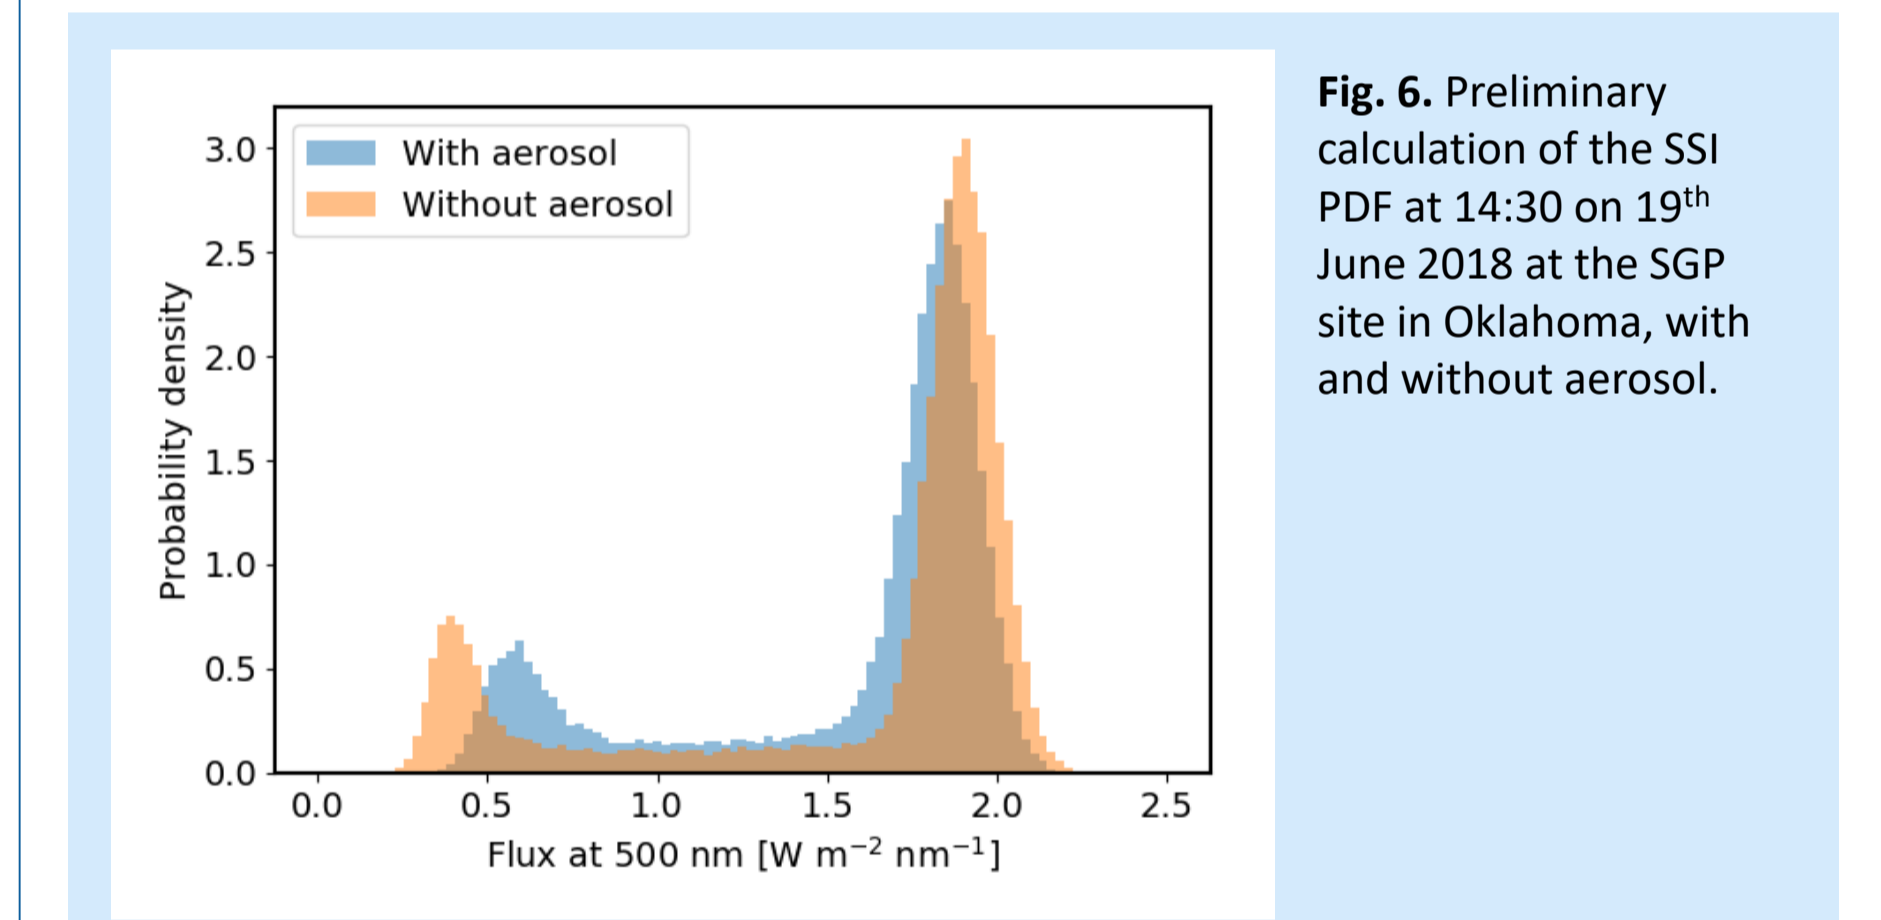 With aerosol
Without aerosol
Probability density
3.0
2.5
2.0
1.5
1.0
0.5
0.0
0.0 0.5 1.0 1.5 2.0 2.5
Flux at 500 nm [W m⁻² nm⁻¹]
Fig. 6. Preliminary
calculation of the SSI
PDF at 14:30 on 19ᵗʰ
June 2018 at the SGP
site in Oklahoma, with
and without aerosol.